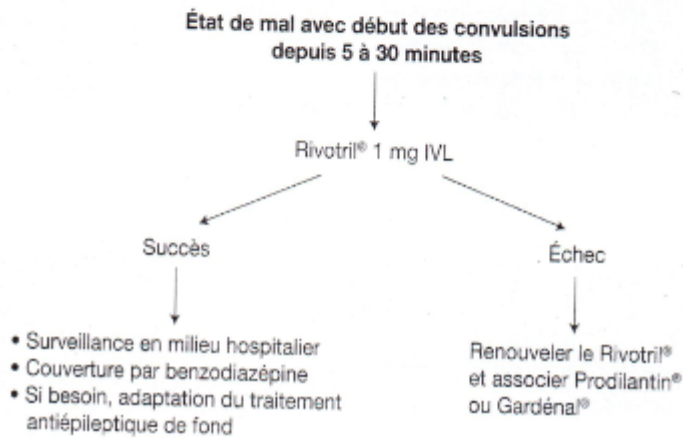 État de mal avec début des convulsions
depuis 5 à 30 minutes
Rivotril® 1 mg IVL
Succès
Échec
• Surveillance en milieu hospitalier
• Couverture par benzodiazépine
• Si besoin, adaptation du traitement
antiépileptique de fond
Renouveler le Rivotril®
et associer Prodilantin®
ou Gardénal®